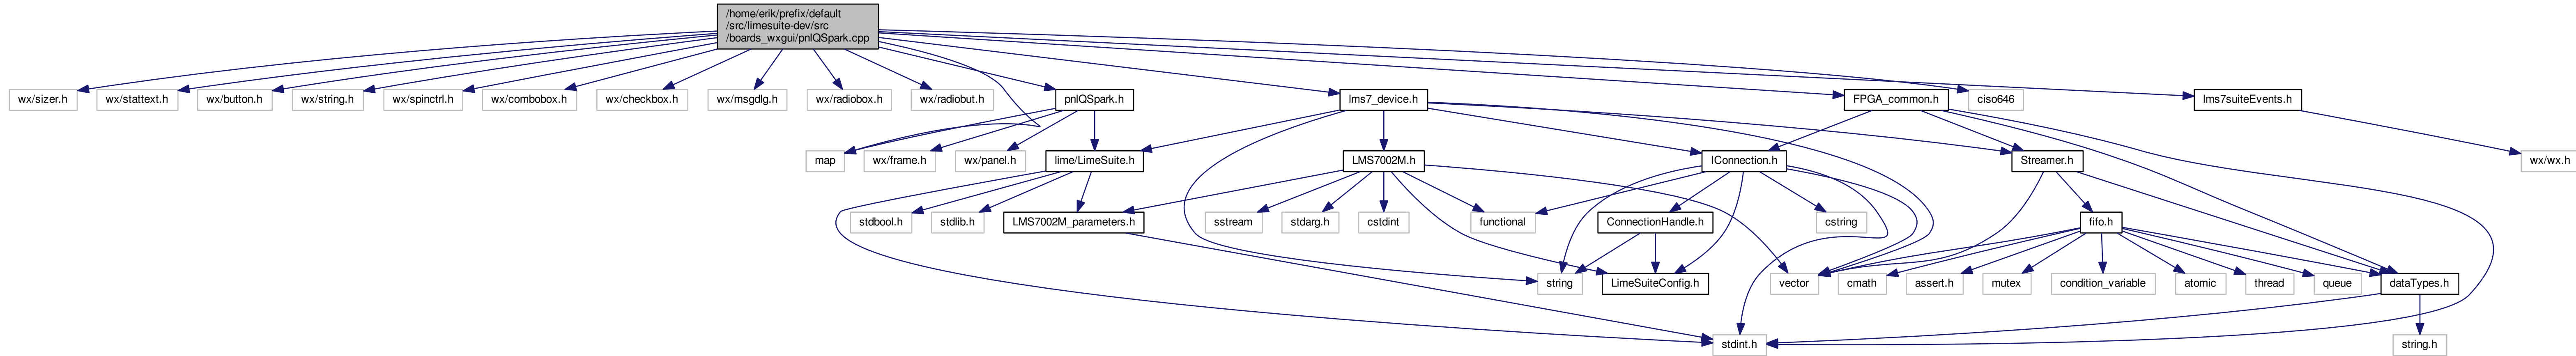 /home/erik/prefix/default
/src/limesuite-dev/src
/boards_wxgui/pnlQSpark.cpp
wx/sizer.h
wx/stattext.h
wx/button.h
wx/string.h
wx/spinctrl.h
wx/combobox.h
wx/checkbox.h
wx/msgdlg.h
wx/radiobox.h
wx/radiobut.h
pnlQSpark.h
lms7_device.h
FPGA_common.h
ciso646
lms7suiteEvents.h
map
wx/frame.h
wx/panel.h
lime/LimeSuite.h
LMS7002M.h
IConnection.h
Streamer.h
wx/wx.h
stdbool.h
stdlib.h
LMS7002M_parameters.h
sstream
stdarg.h
cstdint
functional
ConnectionHandle.h
cstring
fifo.h
string
LimeSuiteConfig.h
vector
cmath
assert.h
mutex
condition_variable
atomic
thread
queue
dataTypes.h
stdint.h
string.h